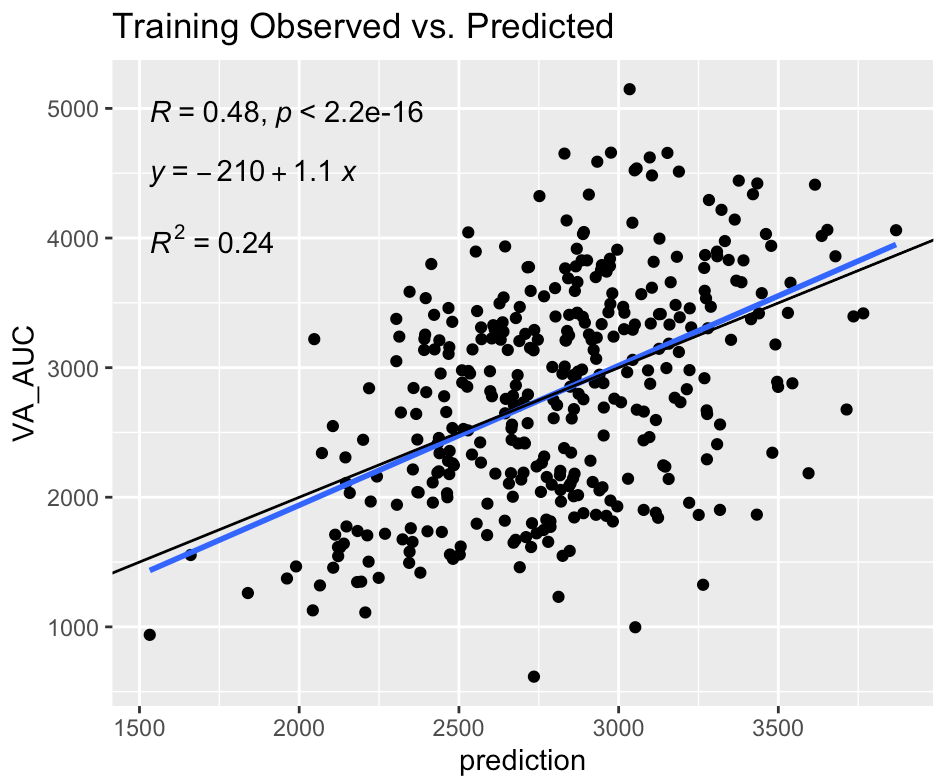 Training Observed vs. Predicted
R = 0.48, p < 2.2e-16
y = −210 + 1.1 x
R² = 0.24
5000
4000
3000
2000
1000
VA_AUC
1500 2000 2500 3000 3500
prediction